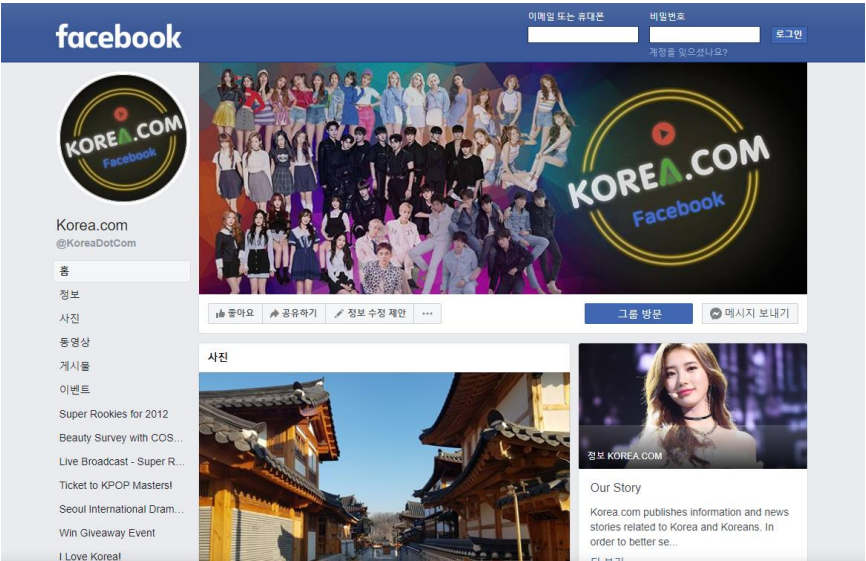 facebook
이메일 또는 휴대폰
비밀번호
로그인
계정을 잊으셨나요?
KOREA.COM
Facebook
KOREA.COM
Facebook
Korea.com
@KoreaDotCom
홈
정보
사진
동영상
게시물
이벤트
Super Rookies for 2012
Beauty Survey with COS...
Live Broadcast - Super R...
Ticket to KPOP Masters!
Seoul International Dram...
Win Giveaway Event
I Love Korea!
좋아요 공유하기 정보 수정 제안 ...
그룹 방문 메시지 보내기
사진
정보 KOREA.COM
Our Story
Korea.com publishes information and news
stories related to Korea and Koreans. In
order to better se...